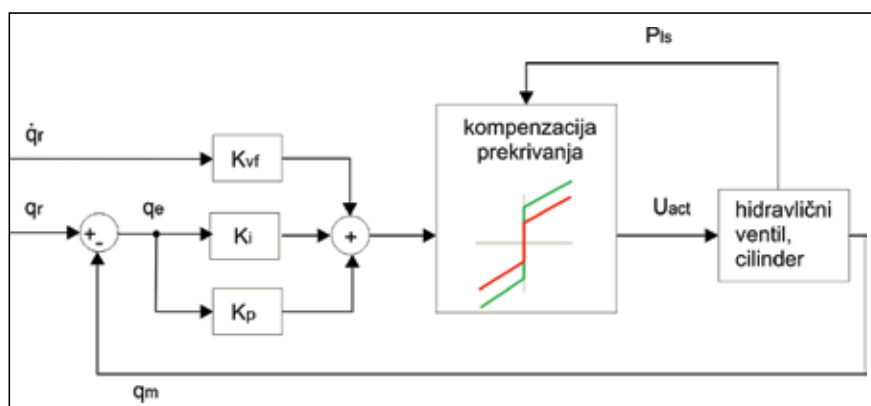 Pls
q̇r
Kvf
kompenzacija
prekrivanja
qr
+
-
qe
Ki
+
Uact
hidravlični
ventil,
cilinder
Kp
qm